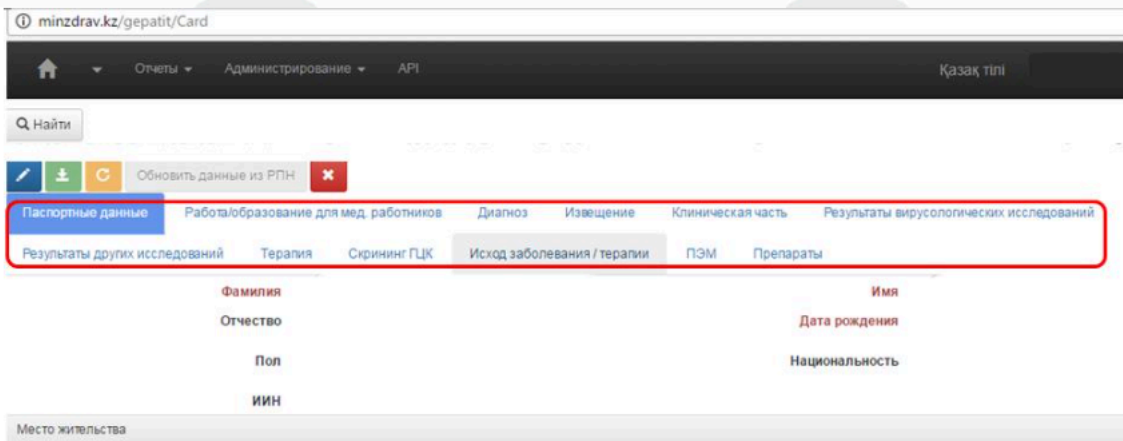 minzdrav.kz/gepatit/Card
Отчеты Администрирование API Қазақ тілі
Найти
Обновить данные из РПН
Паспортные данные Работа/образование для мед. работников Диагноз Извещение Клиническая часть Результаты вирусологических исследований
Результаты других исследований Терапия Скрининг ГЦК Исход заболевания / терапии ПЭМ Препараты
Фамилия Имя
Отчество Дата рождения
Пол Национальность
ИИН
Место жительства